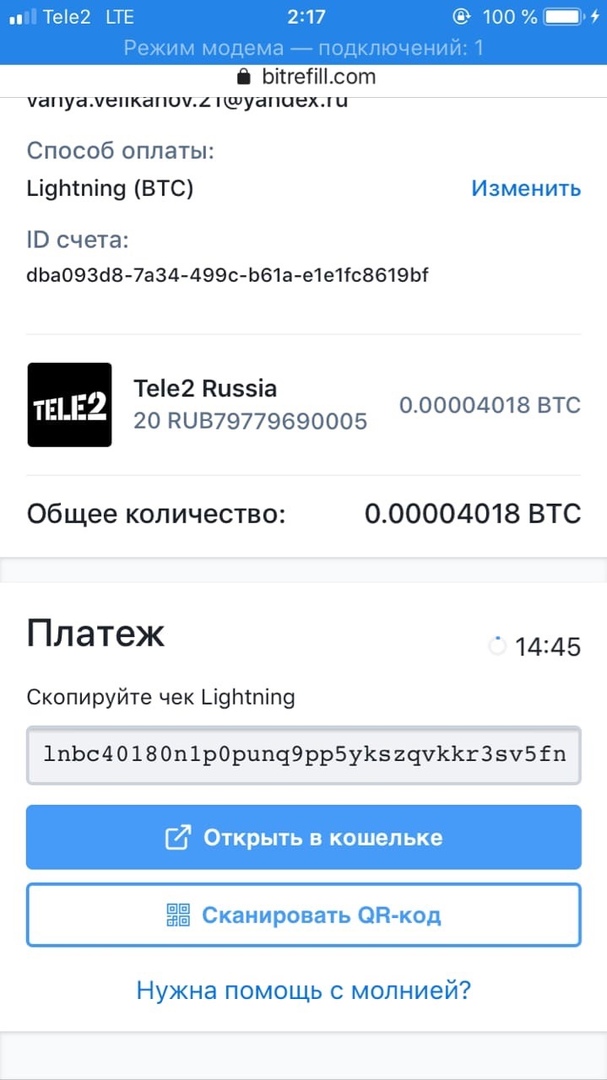 Tele2 LTE 2:17 100 %
Режим модема — подключений: 1
bitrefill.com
vanya.velikanov.21@yandex.ru
Способ оплаты:
Lightning (BTC) Изменить
ID счета:
dba093d8-7a34-499c-b61a-e1e1fc8619bf
TELE2
Tele2 Russia
20 RUB79779690005
0.00004018 BTC
Общее количество: 0.00004018 BTC
Платеж
14:45
Скопируйте чек Lightning
lnbc40180n1p0punq9pp5ykszqvkkr3sv5fn
Открыть в кошельке
Сканировать QR-код
Нужна помощь с молнией?